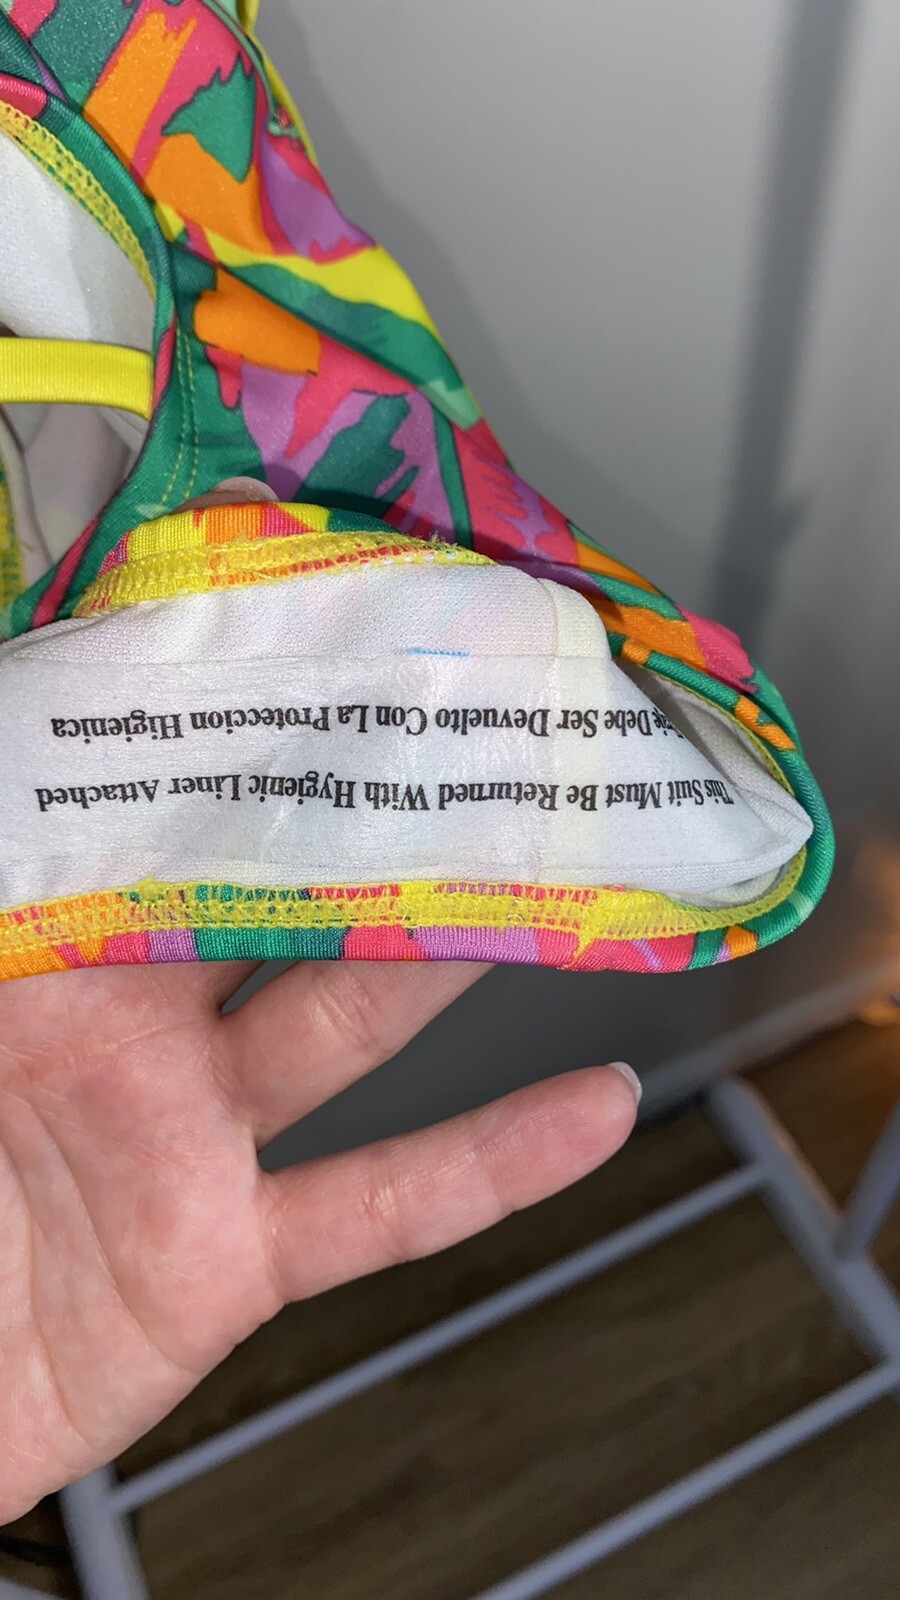 This Suit Must Be Returned With Hygienic Liner Attached
Debe Ser Devuelto Con La Proteccion Higienica